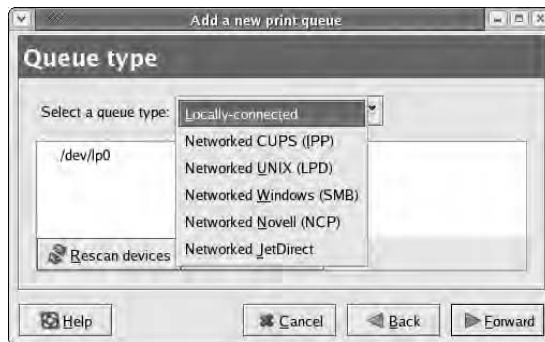 Add a new print queue
Queue type
Select a queue type:
Locally-connected
Networked CUPS (IPP)
Networked UNIX (LPD)
Networked Windows (SMB)
Networked Novell (NCP)
Networked JetDirect
/dev/lp0
Rescan devices
Help
Cancel
Back
Forward